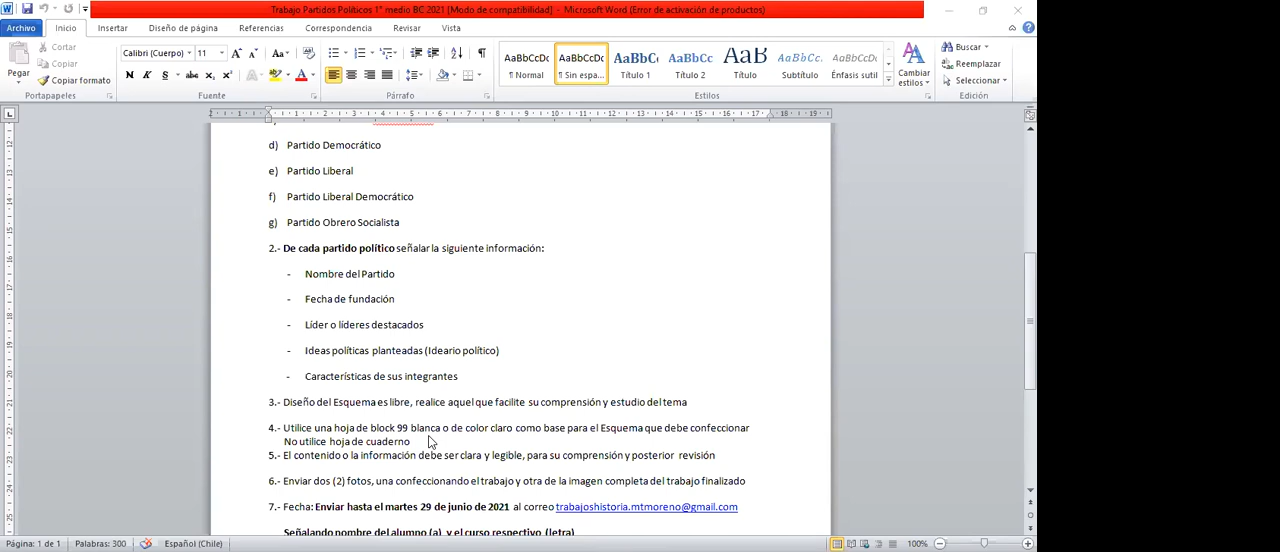 Trabajo Partidos Políticos 1° medio BC 2021 [Modo de compatibilidad] - Microsoft Word (Error de activación de productos)
Archivo Inicio Insertar Diseño de página Referencias Correspondencia Revisar Vista
Pegar
Cortar
Copiar
Copiar formato
Portapapeles
Calibri (Cuerpo) 11
Fuente
Párrafo
AaBbCcDc AaBbCcDc AaBbC( AaBbCc AaB AaBbCc. AaBbCcDc
¶ Normal ¶ Sin espa... Título 1 Título 2 Título Subtítulo Énfasis sutil
Cambiar estilos
Estilos
Buscar
Reemplazar
Seleccionar
Edición
d) Partido Democrático
e) Partido Liberal
f) Partido Liberal Democrático
g) Partido Obrero Socialista
2.- De cada partido político señalar la siguiente información:
- Nombre del Partido
- Fecha de fundación
- Líder o líderes destacados
- Ideas políticas planteadas (Ideario político)
- Características de sus integrantes
3.- Diseño del Esquema es libre, realice aquel que facilite su comprensión y estudio del tema
4.- Utilice una hoja de block 99 blanca o de color claro como base para el Esquema que debe confeccionar
No utilice hoja de cuaderno
5.- El contenido o la información debe ser clara y legible, para su comprensión y posterior revisión
6.- Enviar dos (2) fotos, una confeccionando el trabajo y otra de la imagen completa del trabajo finalizado
7.- Fecha: Enviar hasta el martes 29 de junio de 2021 al correo trabajoshistoria.mtmoreno@gmail.com
Señalando nombre del alumno (a) y el curso respectivo (letra)
Página: 1 de 1 Palabras: 300 Español (Chile) 100%